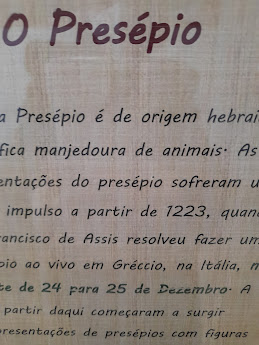 O Presépio
a Presépio é de origem hebrai
fica manjedoura de animais. As
entações do presépio sofreram u
impulso a partir de 1223, quan
rancisco de Assis resolveu fazer um
pio ao vivo em Gréccio, na Itália, n
te de 24 para 25 de Dezembro. A
partir daqui começaram a surgir
presentações de presépios com figuras